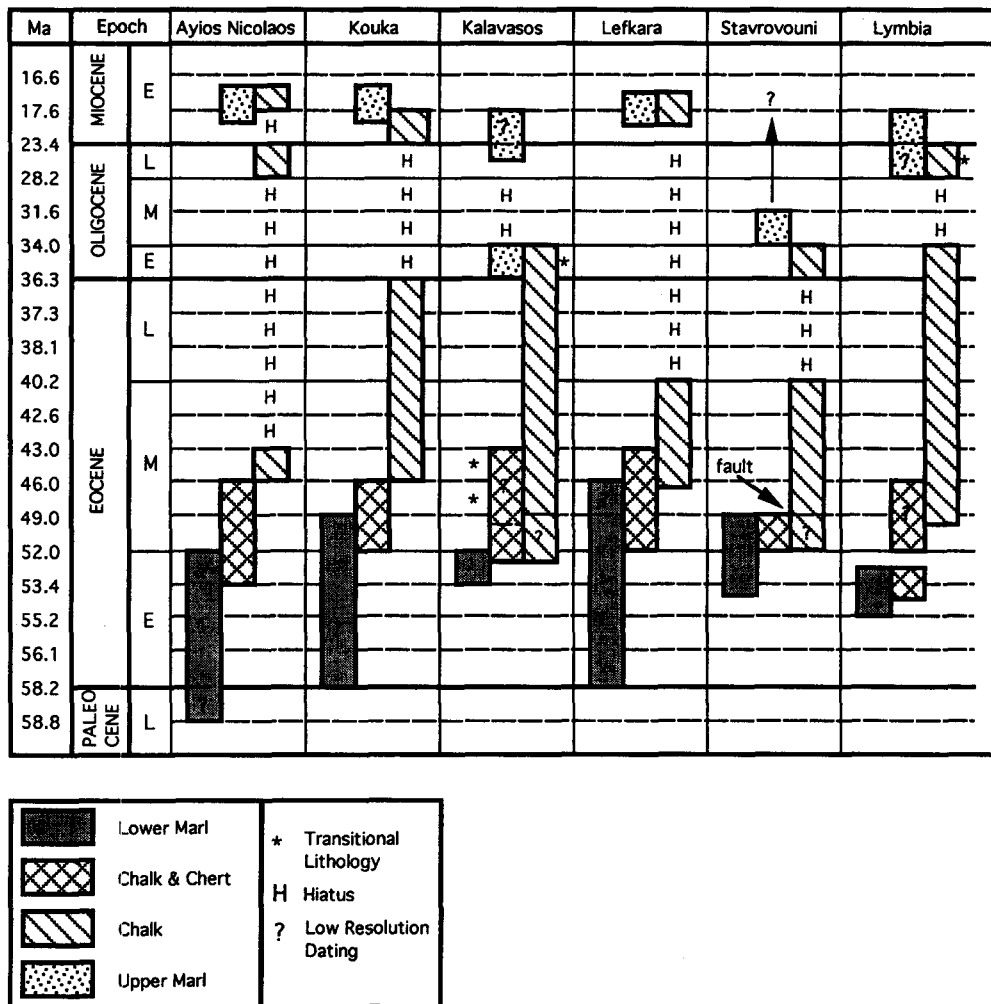 Ma Epoch Ayios Nicolaos Kouka Kalavasos Lefkara Stavrovouni Lymbia
16.6
MIOCENE E ?
17.6 ?
H
23.4
L H H ? *
28.2
H H H H H
OLIGOCENE
31.6 M
H H H H H
34.0
E H H * H
36.3
H H H
37.3
L H H H
38.1
H H H
40.2
H
42.6
H
43.0
EOCENE M * fault
46.0
* ?
49.0
? ?
52.0
53.4
55.2 E
56.1
58.2
PALEO
CENE
58.8 L
Lower Marl
Chalk & Chert
Chalk
Upper Marl
* Transitional
Lithology
H Hiatus
? Low Resolution
Dating